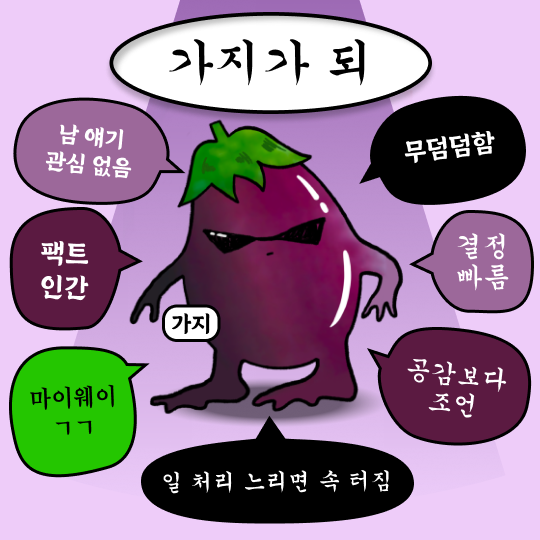 가지가 되
남 얘기
관심 없음
무덤덤함
팩트
인간
결정
빠름
가지
마이웨이
ㄱㄱ
공감보다
조언
일 처리 느리면 속 터짐